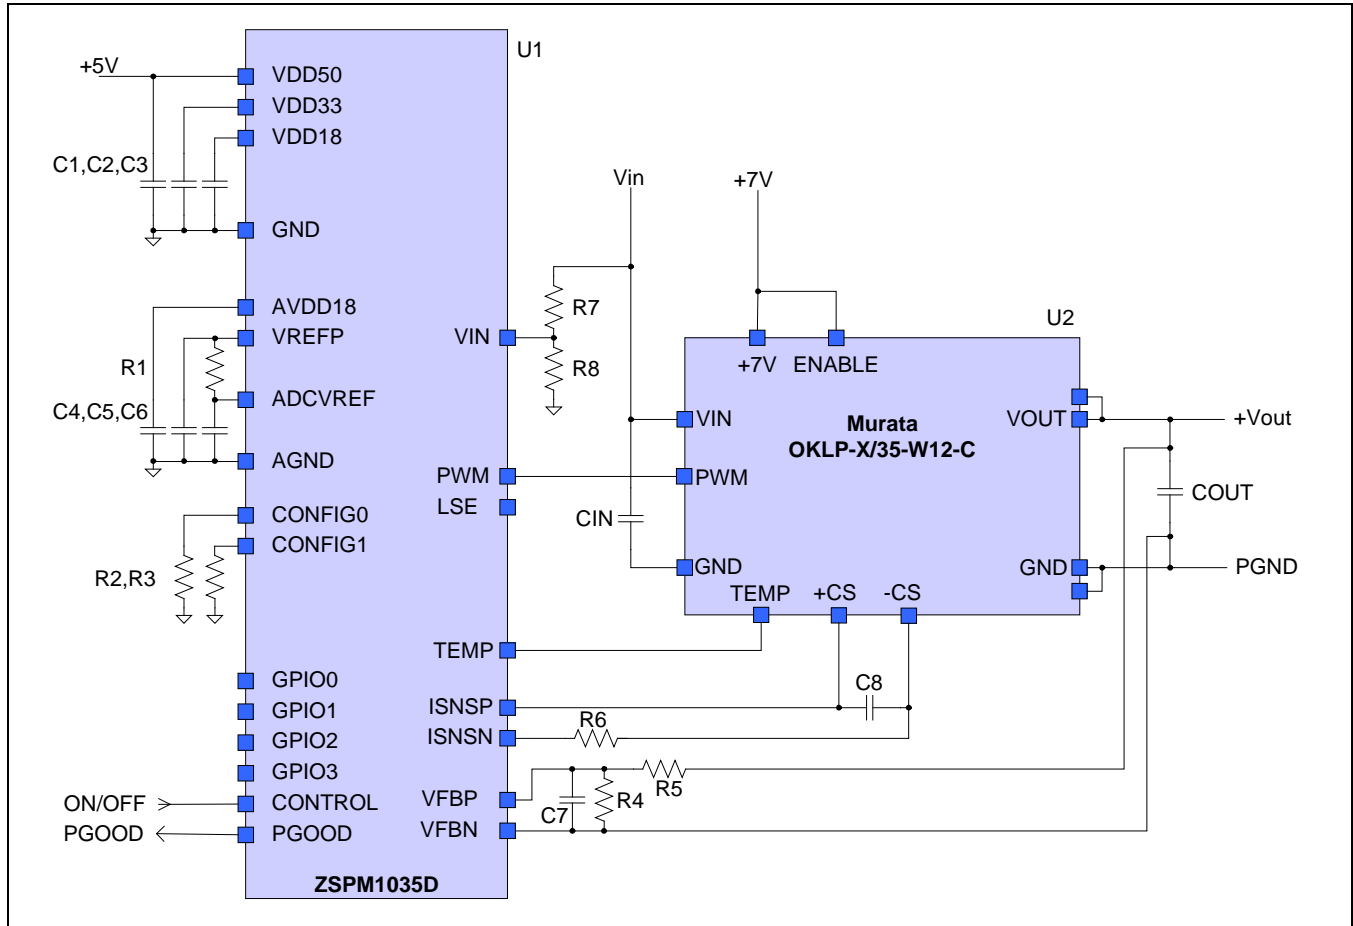 U1
+5V
VDD50
VDD33
VDD18
C1,C2,C3
GND
AVDD18
VREFP
R1
ADCVREF
C4,C5,C6
AGND
CONFIG0
CONFIG1
R2,R3
GPIO0
GPIO1
GPIO2
GPIO3
ON/OFF
CONTROL
PGOOD
PGOOD
VIN
PWM
LSE
TEMP
ISNSP
ISNSN
VFBP
VFBN
ZSPM1035D
Vin
+7V
R7
R8
CIN
U2
+7V
ENABLE
VIN
Murata
OKLP-X/35-W12-C
VOUT
+Vout
PWM
COUT
GND
GND
PGND
TEMP
+CS
-CS
C8
R6
R5
C7
R4